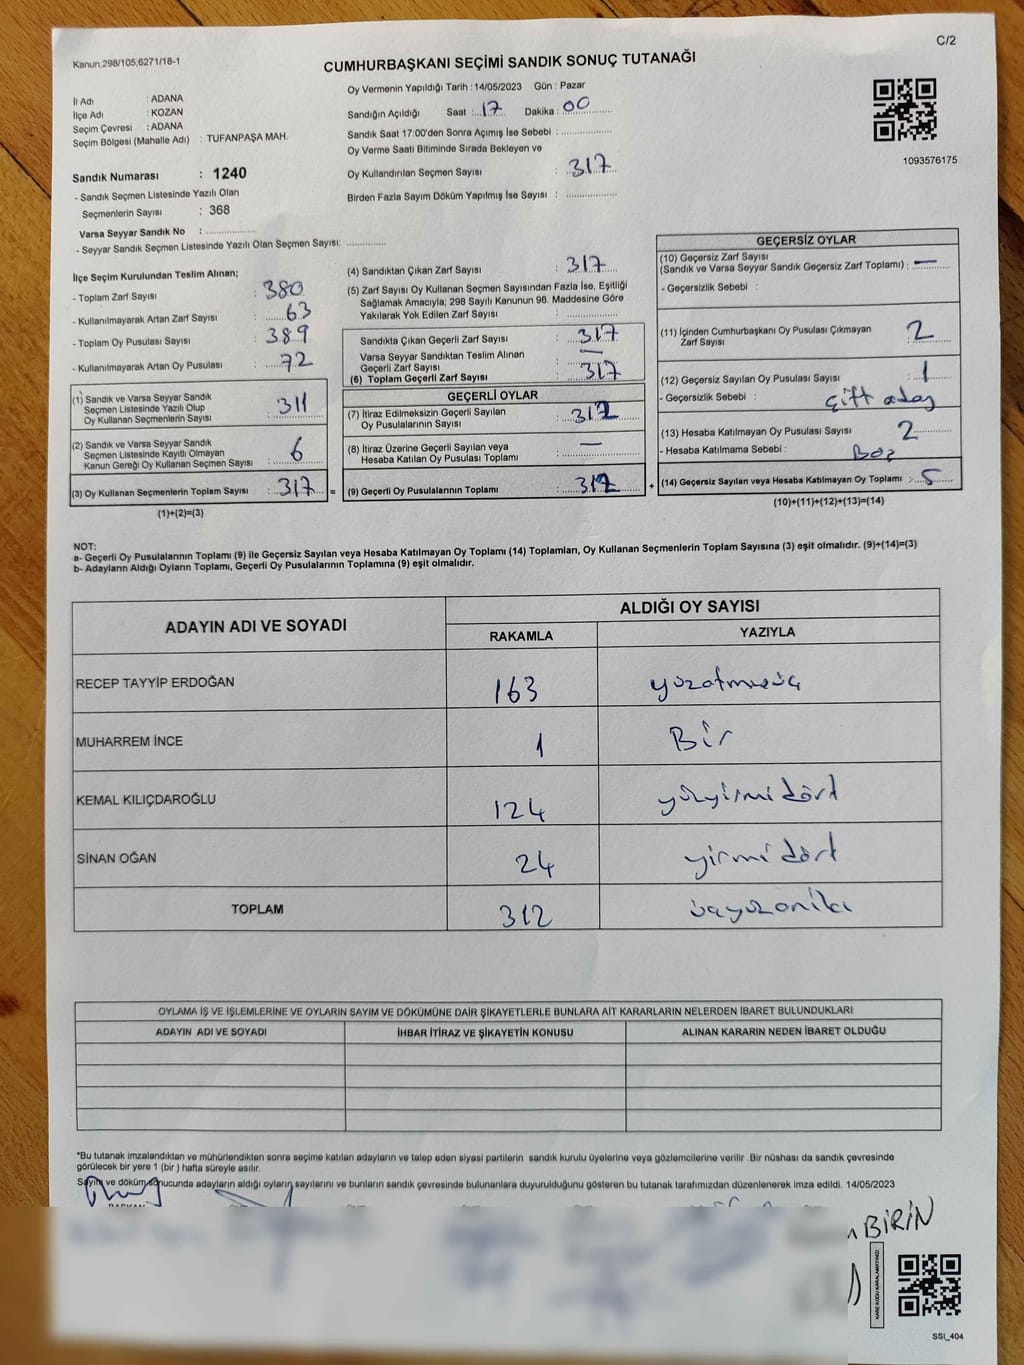 C/2
Kanun;298/105;6271/18-1
CUMHURBAŞKANI SEÇİMİ SANDIK SONUÇ TUTANAĞI
İl Adı : ADANA
İlçe Adı : KOZAN
Seçim Çevresi : ADANA
Seçim Bölgesi (Mahalle Adı) : TUFANPAŞA MAH.
Sandık Numarası : 1240
- Sandık Seçmen Listesinde Yazılı Olan
Seçmenlerin Sayısı : 368
Varsa Seyyar Sandık No : ....................
- Seyyar Sandık Seçmen Listesinde Yazılı Olan Seçmen Sayısı: ...............
Oy Vermenin Yapıldığı Tarih : 14/05/2023 Gün : Pazar
Sandığın Açıldığı Saat : 17 Dakika : 00
Sandık Saat 17:00'den Sonra Açımış İse Sebebi : ....................
Oy Verme Saati Bitiminde Sırada Bekleyen ve
Oy Kullandırılan Seçmen Sayısı : 317
Birden Fazla Sayım Döküm Yapılmış İse Sayısı : ....................
1093576175
İlçe Seçim Kurulundan Teslim Alınan;
- Toplam Zarf Sayısı : 380
- Kullanılmayarak Artan Zarf Sayısı : 63
- Toplam Oy Pusulası Sayısı : 389
- Kullanılmayarak Artan Oy Pusulası : 72
(1) Sandık ve Varsa Seyyar Sandık
Seçmen Listesinde Yazılı Olup
Oy Kullanan Seçmenlerin Sayısı : 311
(2) Sandık ve Varsa Seyyar Sandık
Seçmen Listesinde Kayıtlı Olmayan
Kanun Gereği Oy Kullanan Seçmen Sayısı : 6
(3) Oy Kullanan Seçmenlerin Toplam Sayısı : 317 =
(1)+(2)=(3)
(4) Sandıktan Çıkan Zarf Sayısı : 317
(5) Zarf Sayısı Oy Kullanan Seçmen Sayısından Fazla İse, Eşitliği
Sağlamak Amacıyla; 298 Sayılı Kanunun 98. Maddesine Göre
Yakılarak Yok Edilen Zarf Sayısı : ....................
Sandıkta Çıkan Geçerli Zarf Sayısı : 317
Varsa Seyyar Sandıktan Teslim Alınan
Geçerli Zarf Sayısı : —
(6) Toplam Geçerli Zarf Sayısı : 317
GEÇERLİ OYLAR
(7) İtiraz Edilmeksizin Geçerli Sayılan
Oy Pusulalarının Sayısı : 312
(8) İtiraz Üzerine Geçerli Sayılan veya
Hesaba Katılan Oy Pusulası Toplamı : —
(9) Geçerli Oy Pusulalarının Toplamı : 312 +
GEÇERSİZ OYLAR
(10) Geçersiz Zarf Sayısı
(Sandık ve Varsa Seyyar Sandık Geçersiz Zarf Toplamı) : —
- Geçersizlik Sebebi :
(11) İçinden Cumhurbaşkanı Oy Pusulası Çıkmayan
Zarf Sayısı : 2
(12) Geçersiz Sayılan Oy Pusulası Sayısı : 1
- Geçersizlik Sebebi : Çift aday
(13) Hesaba Katılmayan Oy Pusulası Sayısı : 2
- Hesaba Katılmama Sebebi : Boş
(14) Geçersiz Sayılan veya Hesaba Katılmayan Oy Toplamı : 5
(10)+(11)+(12)+(13)=(14)
NOT:
a- Geçerli Oy Pusulalarının Toplamı (9) ile Geçersiz Sayılan veya Hesaba Katılmayan Oy Toplamı (14) Toplamları, Oy Kullanan Seçmenlerin Toplam Sayısına (3) eşit olmalıdır. (9)+(14)=(3)
b- Adayların Aldığı Oyların Toplamı, Geçerli Oy Pusulalarının Toplamına (9) eşit olmalıdır.
ADAYIN ADI VE SOYADI
ALDIĞI OY SAYISI
RAKAMLA YAZIYLA
RECEP TAYYİP ERDOĞAN 163 yüzatmışüç
MUHARREM İNCE 1 Bir
KEMAL KILIÇDAROĞLU 124 yüzyirmidört
SİNAN OĞAN 24 yirmidört
TOPLAM 312 üçyüzoniki
OYLAMA İŞ VE İŞLEMLERİNE VE OYLARIN SAYIM VE DÖKÜMÜNE DAİR ŞİKAYETLERLE BUNLARA AİT KARARLARIN NELERDEN İBARET BULUNDUKLARI
ADAYIN ADI VE SOYADI İHBAR İTİRAZ VE ŞİKAYETİN KONUSU ALINAN KARARIN NEDEN İBARET OLDUĞU
*Bu tutanak imzalandıktan ve mühürlendikten sonra seçime katılan adayların ve talep eden siyasi partilerin sandık kurulu üyelerine veya gözlemcilerine verilir .Bir nüshası da sandık çevresinde
görülecek bir yere 1 (bir ) hafta süreyle asılır.
Sayım ve döküm sonucunda adayların aldığı oyların sayılarını ve bunların sandık çevresinde bulunanlara duyurulduğunu gösteren bu tutanak tarafımızdan düzenlenerek imza edildi. 14/05/2023
BAŞKAN
BİRİN
KARE KODU KARALAMAYINIZ!
SSI_404